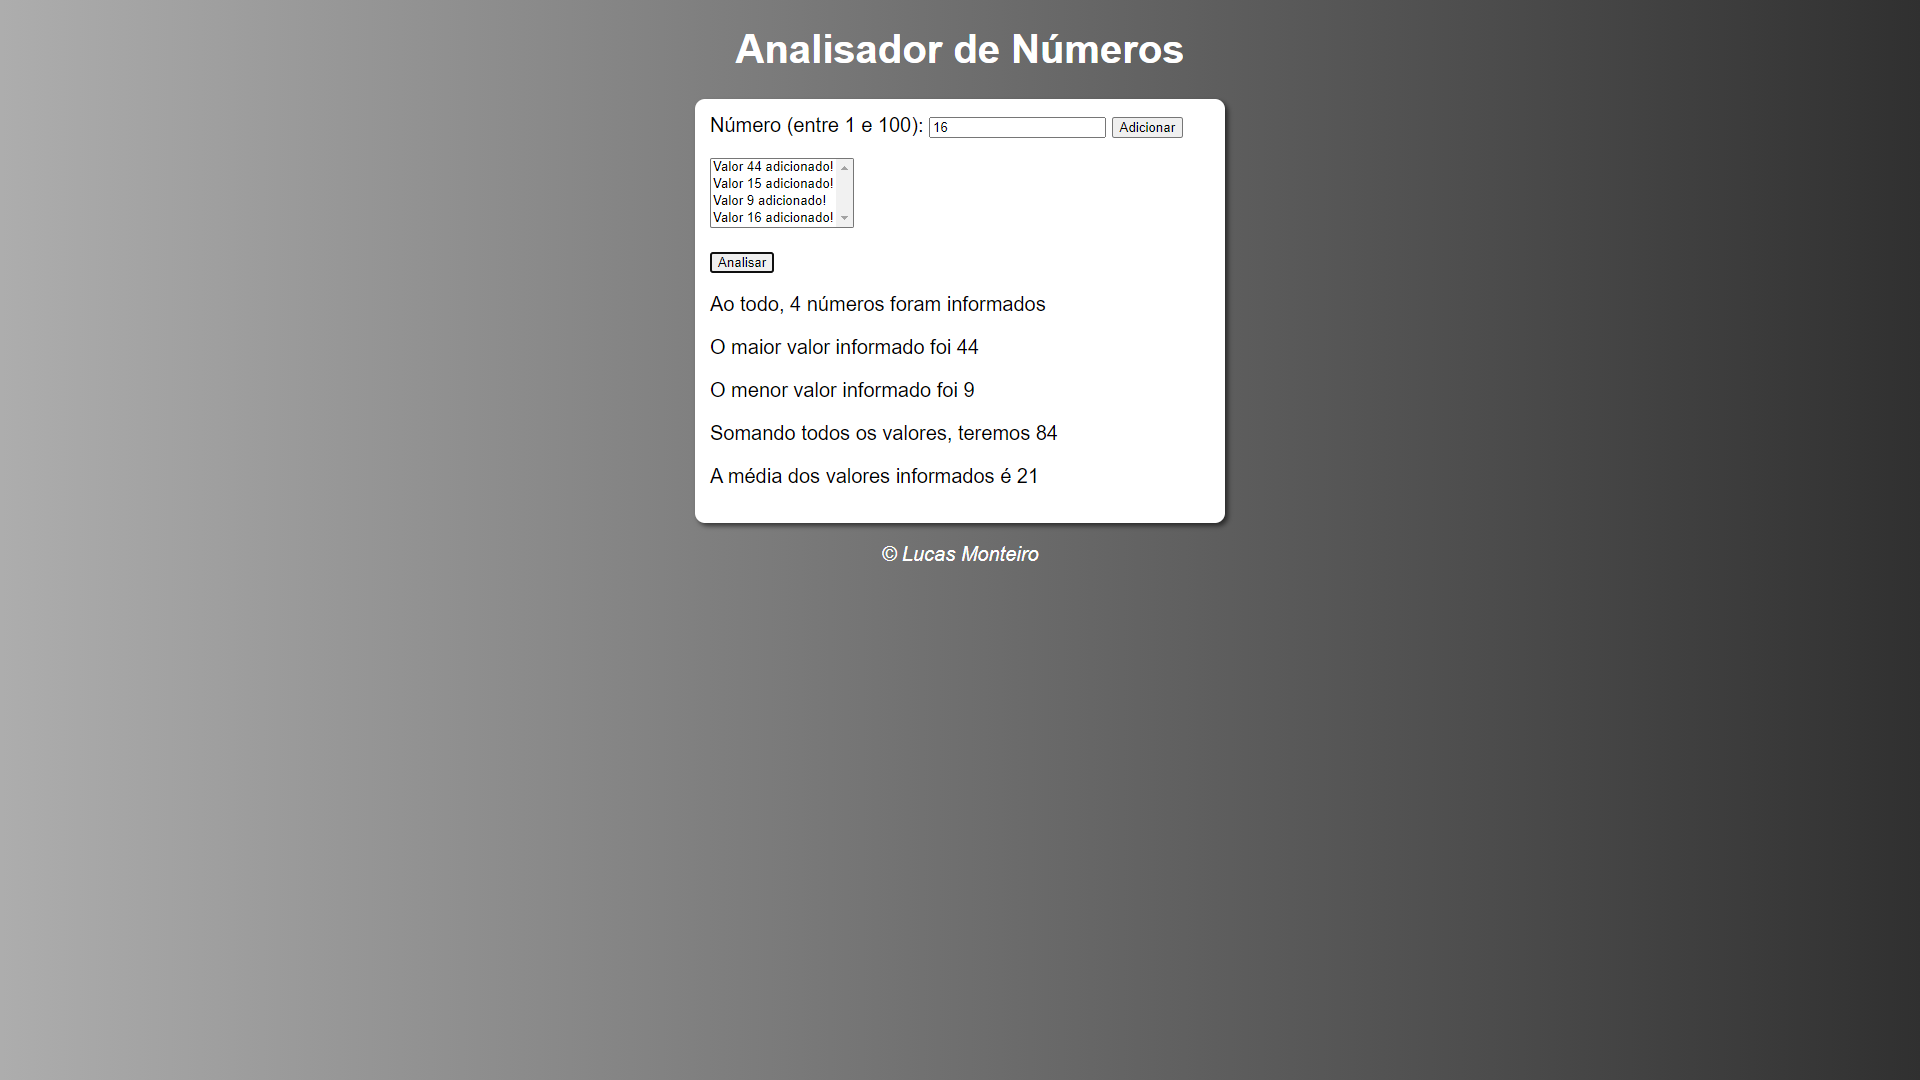 Analisador de Números
Número (entre 1 e 100): 16 Adicionar
Valor 44 adicionado!
Valor 15 adicionado!
Valor 9 adicionado!
Valor 16 adicionado!
Analisar
Ao todo, 4 números foram informados
O maior valor informado foi 44
O menor valor informado foi 9
Somando todos os valores, teremos 84
A média dos valores informados é 21
© Lucas Monteiro